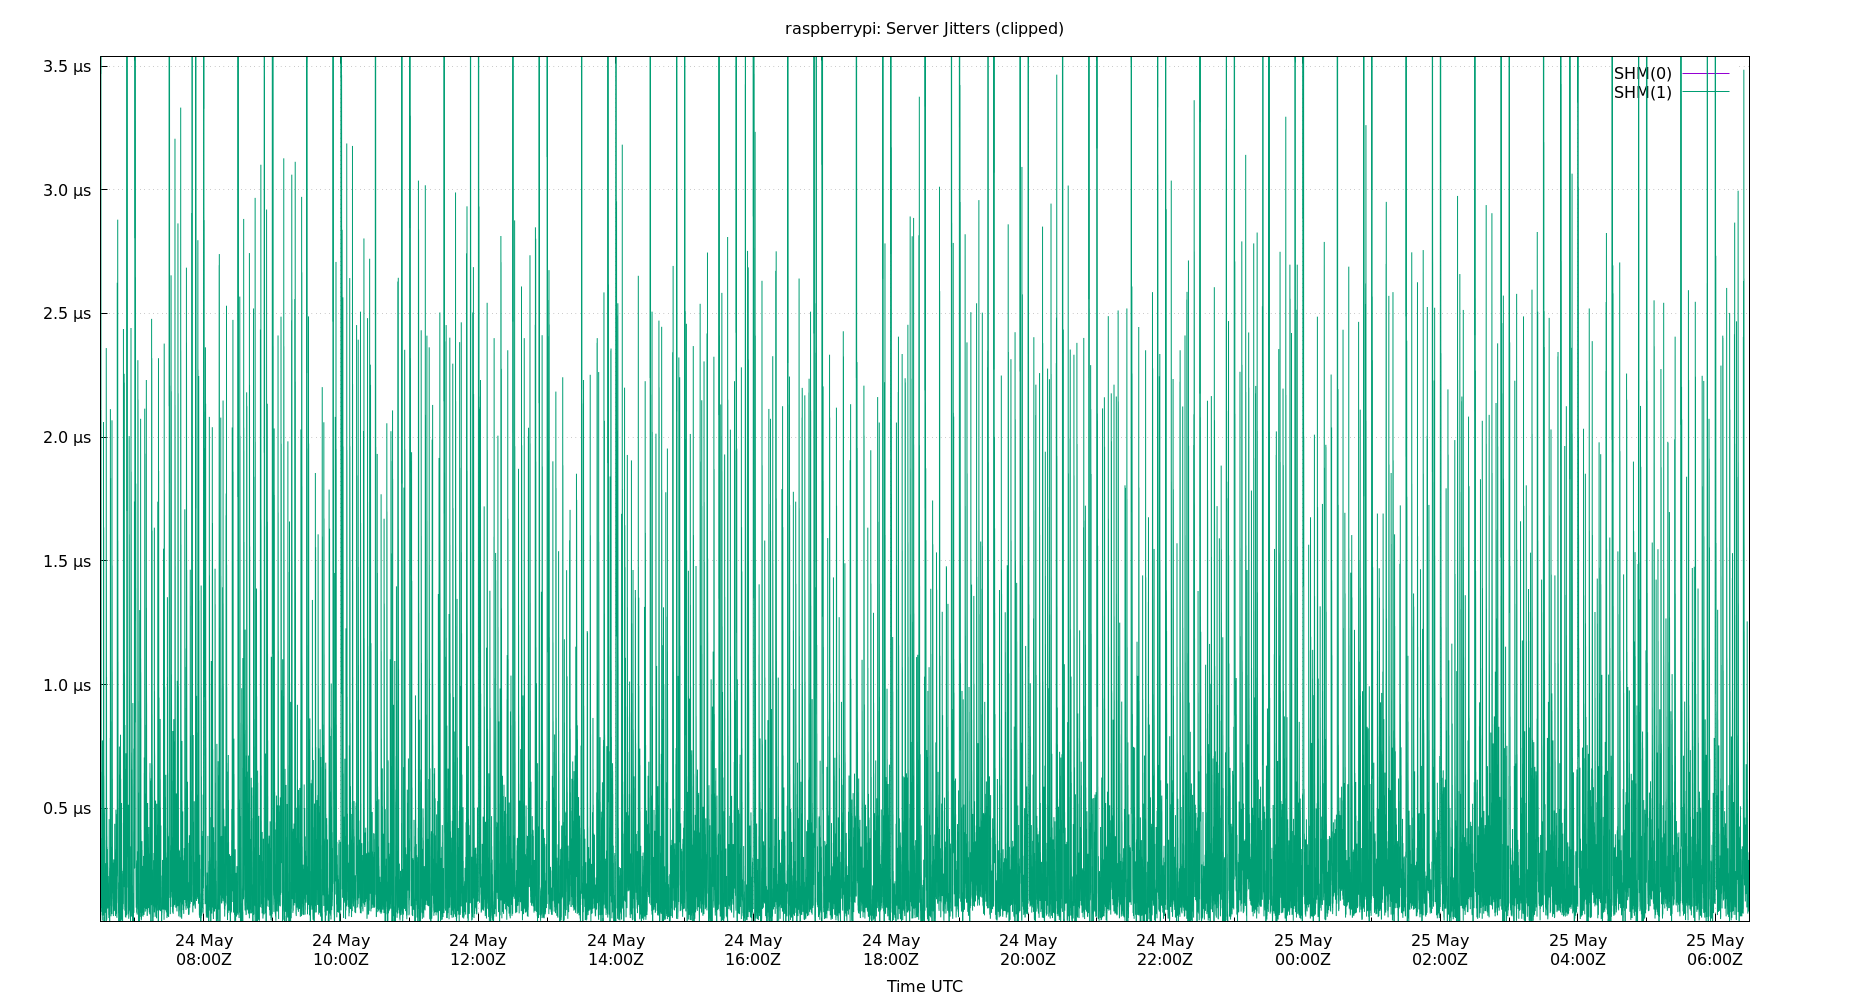 raspberrypi: Server Jitters (clipped)
3.5 µs
3.0 µs
2.5 µs
2.0 µs
1.5 µs
1.0 µs
0.5 µs
SHM(0)
SHM(1)
24 May 24 May 24 May 24 May 24 May 24 May 24 May 24 May 25 May 25 May 25 May 25 May
08:00Z 10:00Z 12:00Z 14:00Z 16:00Z 18:00Z 20:00Z 22:00Z 00:00Z 02:00Z 04:00Z 06:00Z
Time UTC